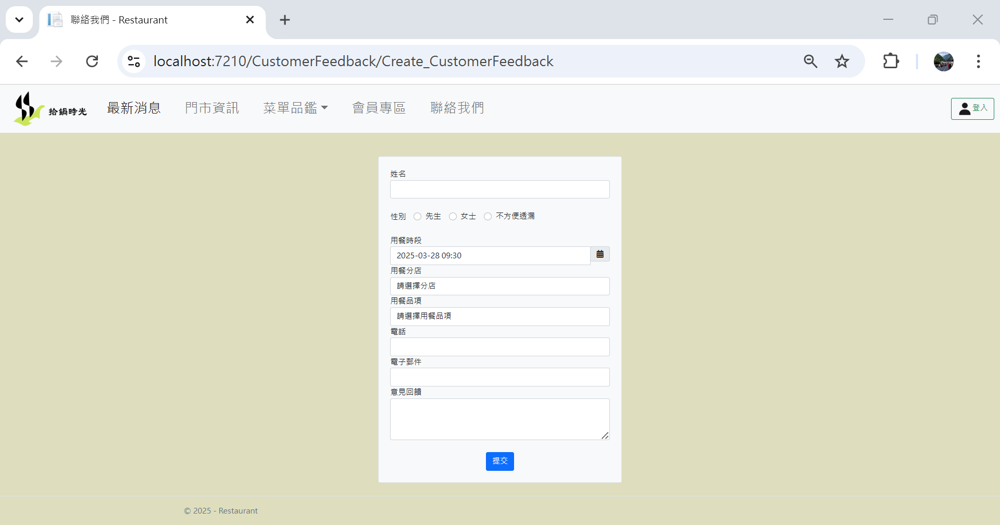 聯絡我們 - Restaurant
localhost:7210/CustomerFeedback/Create_CustomerFeedback
拾鍋時光 最新消息 門市資訊 菜單品鑑 會員專區 聯絡我們 登入
姓名
性別 先生 女士 不方便透漏
用餐時段
2025-03-28 09:30
用餐分店
請選擇分店
用餐品項
請選擇用餐品項
電話
電子郵件
意見回饋
提交
© 2025 - Restaurant